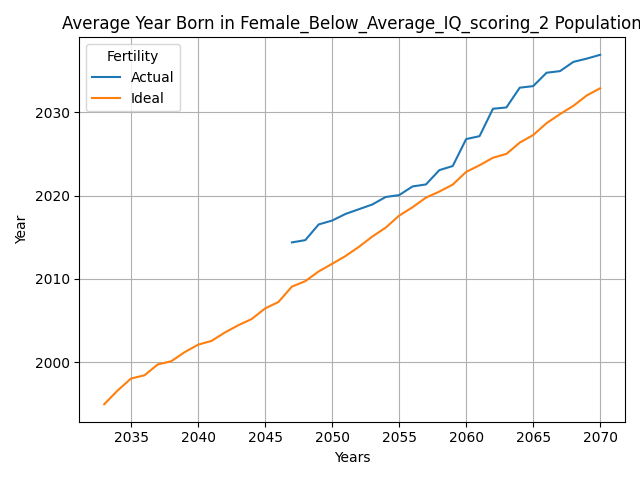 Average Year Born in Female_Below_Average_IQ_scoring_2 Population
Fertility
Actual
Ideal
2030
2020
2010
2000
Year
2035 2040 2045 2050 2055 2060 2065 2070
Years